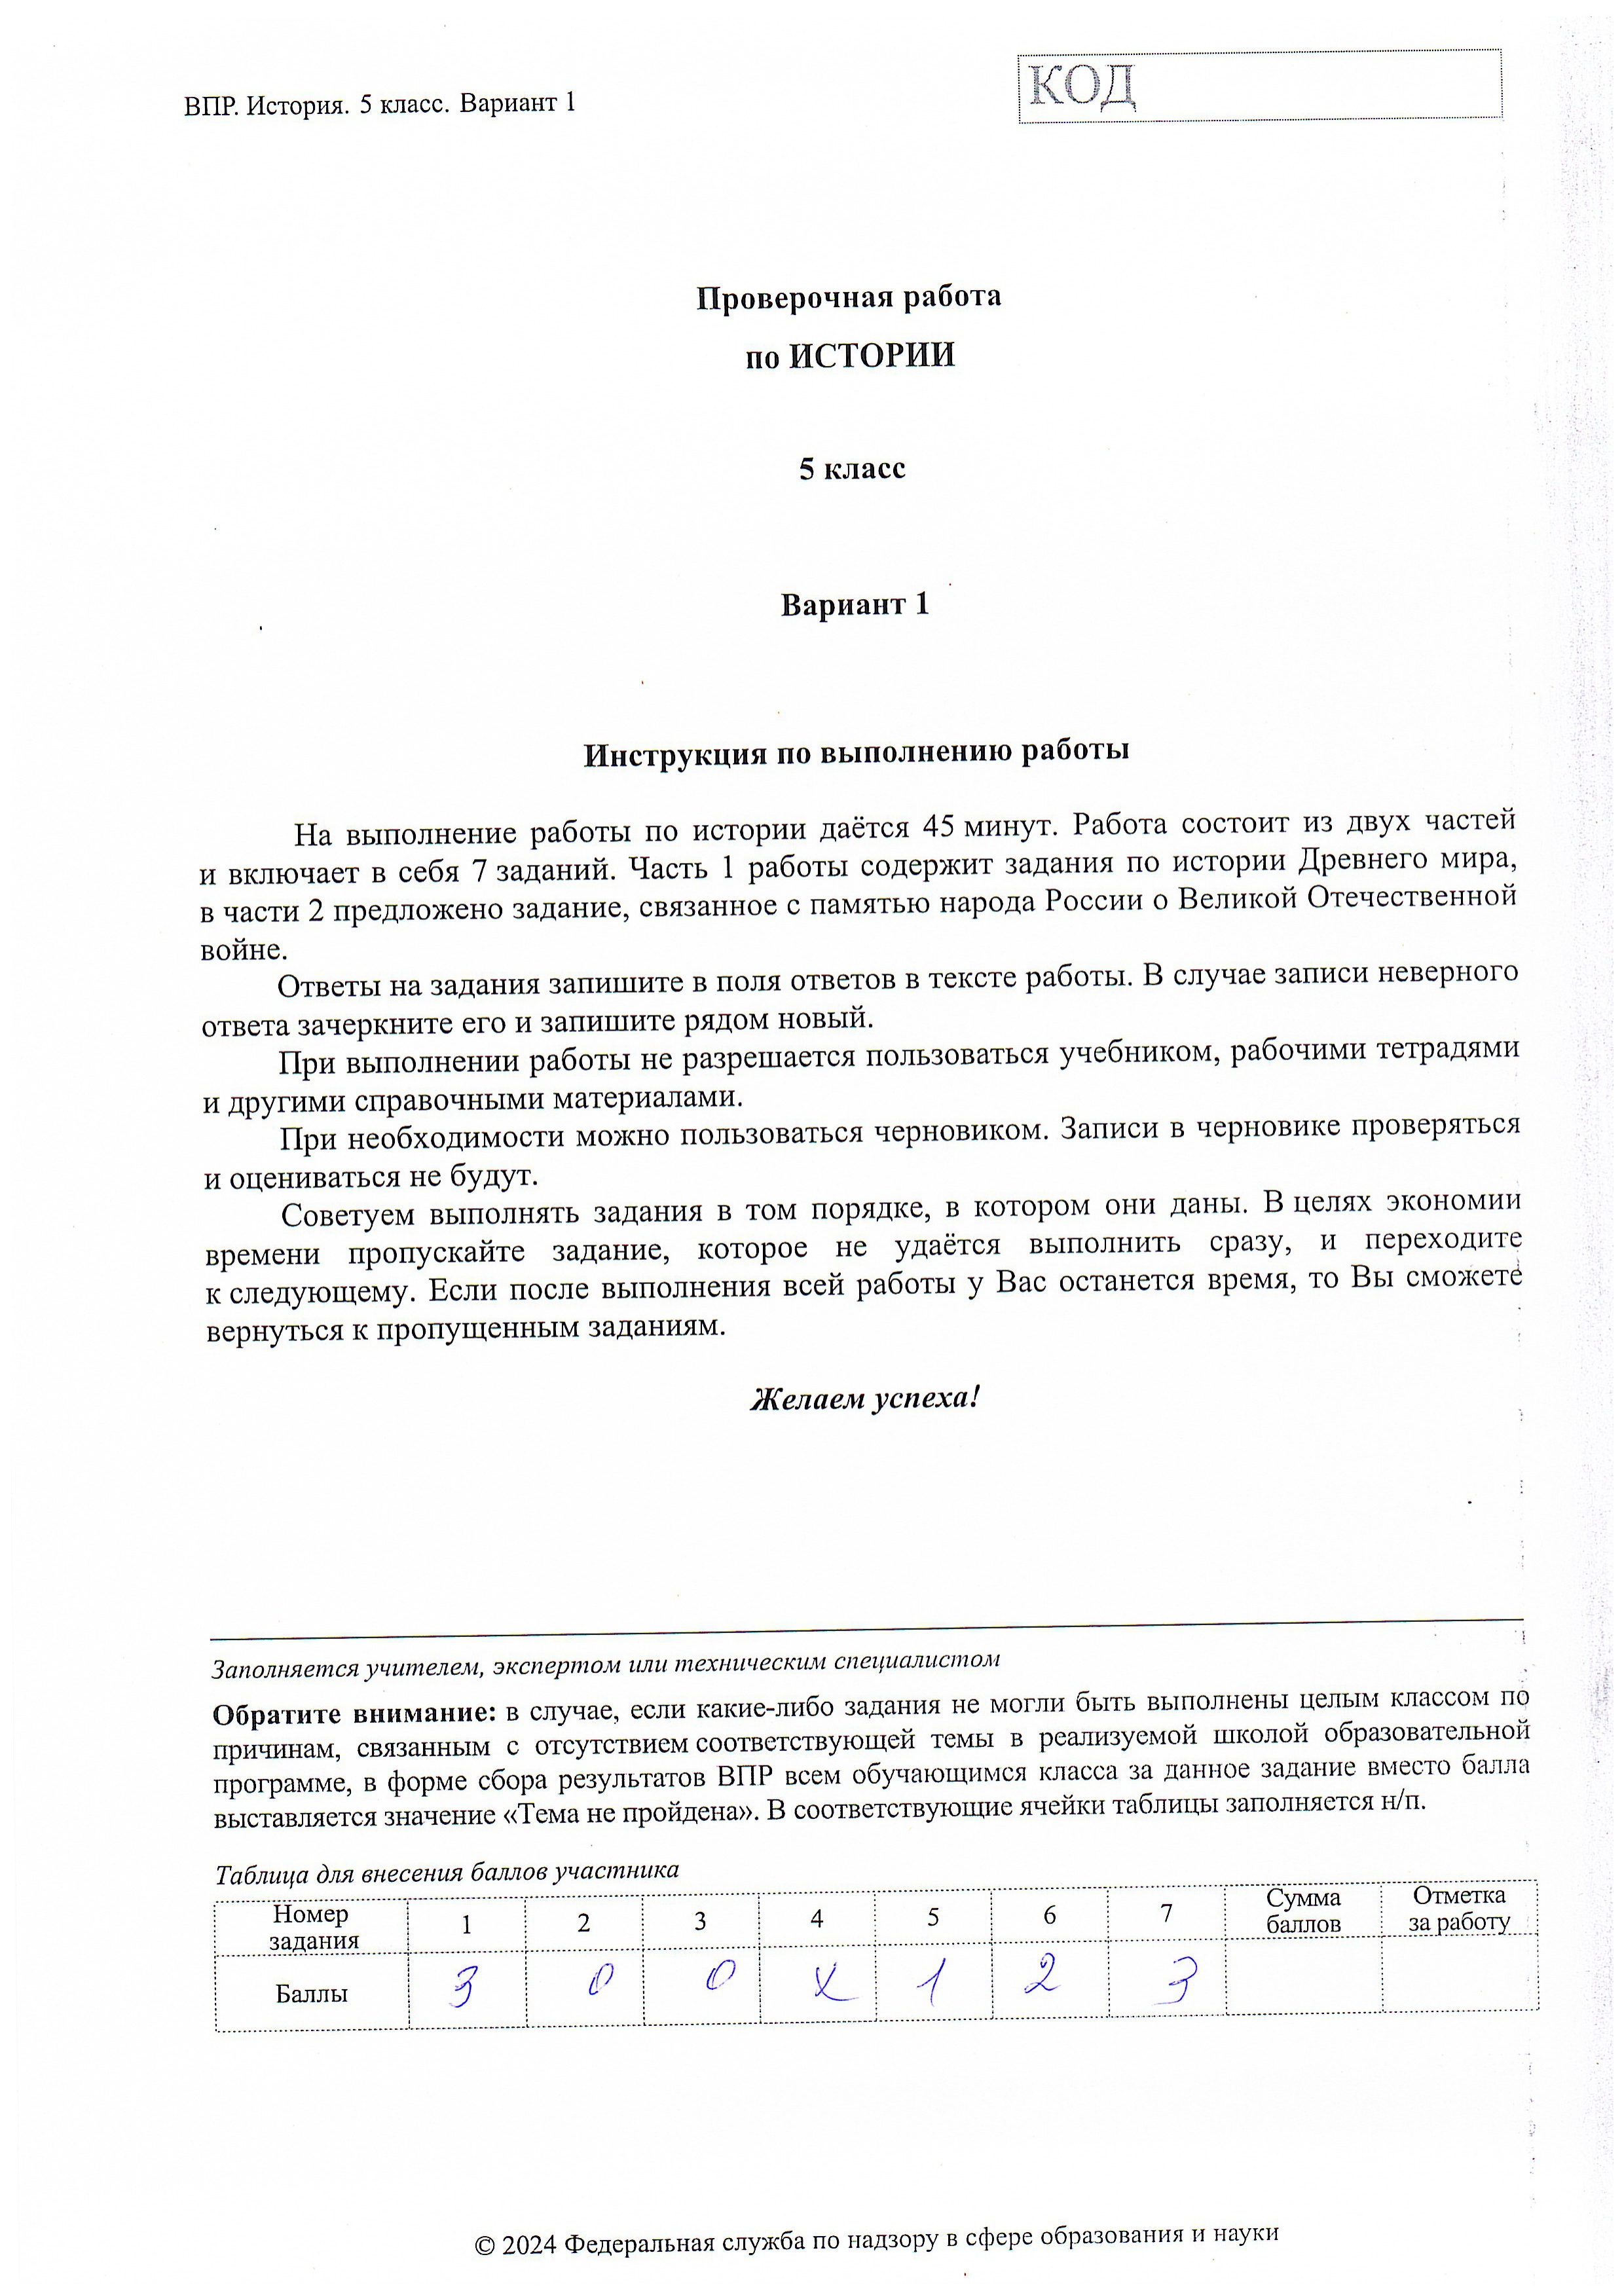 ВПР. История. 5 класс. Вариант 1
КОД
Проверочная работа
по ИСТОРИИ
5 класс
Вариант 1
Инструкция по выполнению работы
На выполнение работы по истории даётся 45 минут. Работа состоит из двух частей
и включает в себя 7 заданий. Часть 1 работы содержит задания по истории Древнего мира,
в части 2 предложено задание, связанное с памятью народа России о Великой Отечественной
войне.
Ответы на задания запишите в поля ответов в тексте работы. В случае записи неверного
ответа зачеркните его и запишите рядом новый.
При выполнении работы не разрешается пользоваться учебником, рабочими тетрадями
и другими справочными материалами.
При необходимости можно пользоваться черновиком. Записи в черновике проверяться
и оцениваться не будут.
Советуем выполнять задания в том порядке, в котором они даны. В целях экономии
времени пропускайте задание, которое не удаётся выполнить сразу, и переходите
к следующему. Если после выполнения всей работы у Вас останется время, то Вы сможете
вернуться к пропущенным заданиям.
Желаем успеха!
Заполняется учителем, экспертом или техническим специалистом
Обратите внимание: в случае, если какие-либо задания не могли быть выполнены целым классом по
причинам, связанным с отсутствием соответствующей темы в реализуемой школой образовательной
программе, в форме сбора результатов ВПР всем обучающимся класса за данное задание вместо балла
выставляется значение «Тема не пройдена». В соответствующие ячейки таблицы заполняется н/п.
Таблица для внесения баллов участника
Номер задания 1 2 3 4 5 6 7 Сумма баллов Отметка за работу
Баллы 3 0 0 X 1 2 3
© 2024 Федеральная служба по надзору в сфере образования и науки